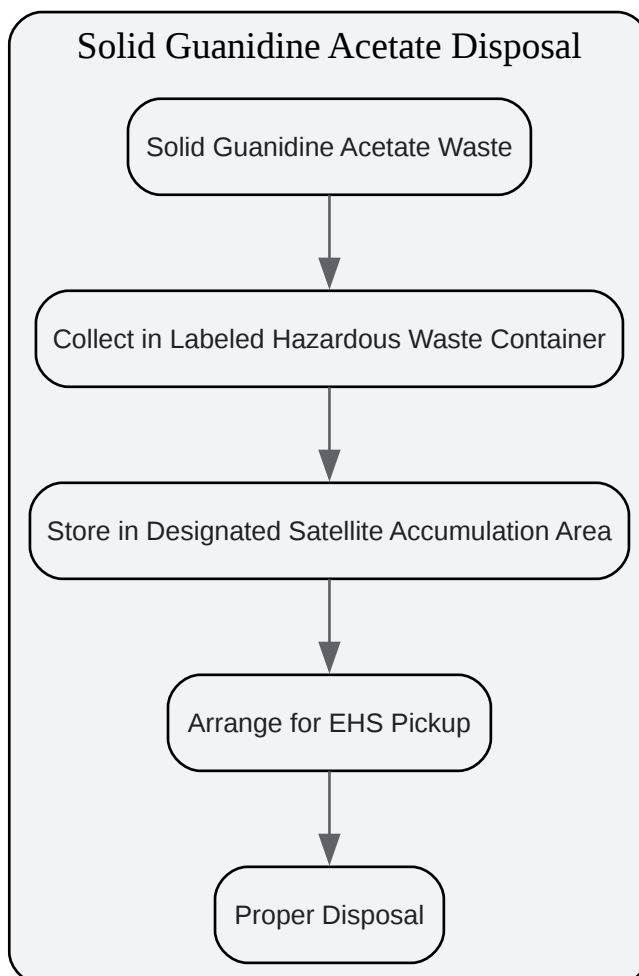 Solid Guanidine Acetate Disposal
Solid Guanidine Acetate Waste
Collect in Labeled Hazardous Waste Container
Store in Designated Satellite Accumulation Area
Arrange for EHS Pickup
Proper Disposal